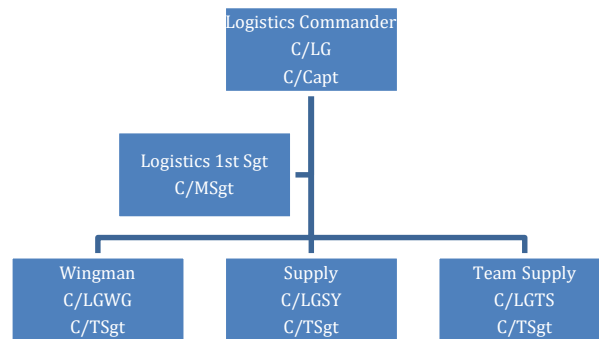 Logistics Commander
C/LG
C/Capt
Logistics 1st Sgt
C/MSgt
Wingman
C/LGWG
C/TSgt
Supply
C/LGSY
C/TSgt
Team Supply
C/LGTS
C/TSgt